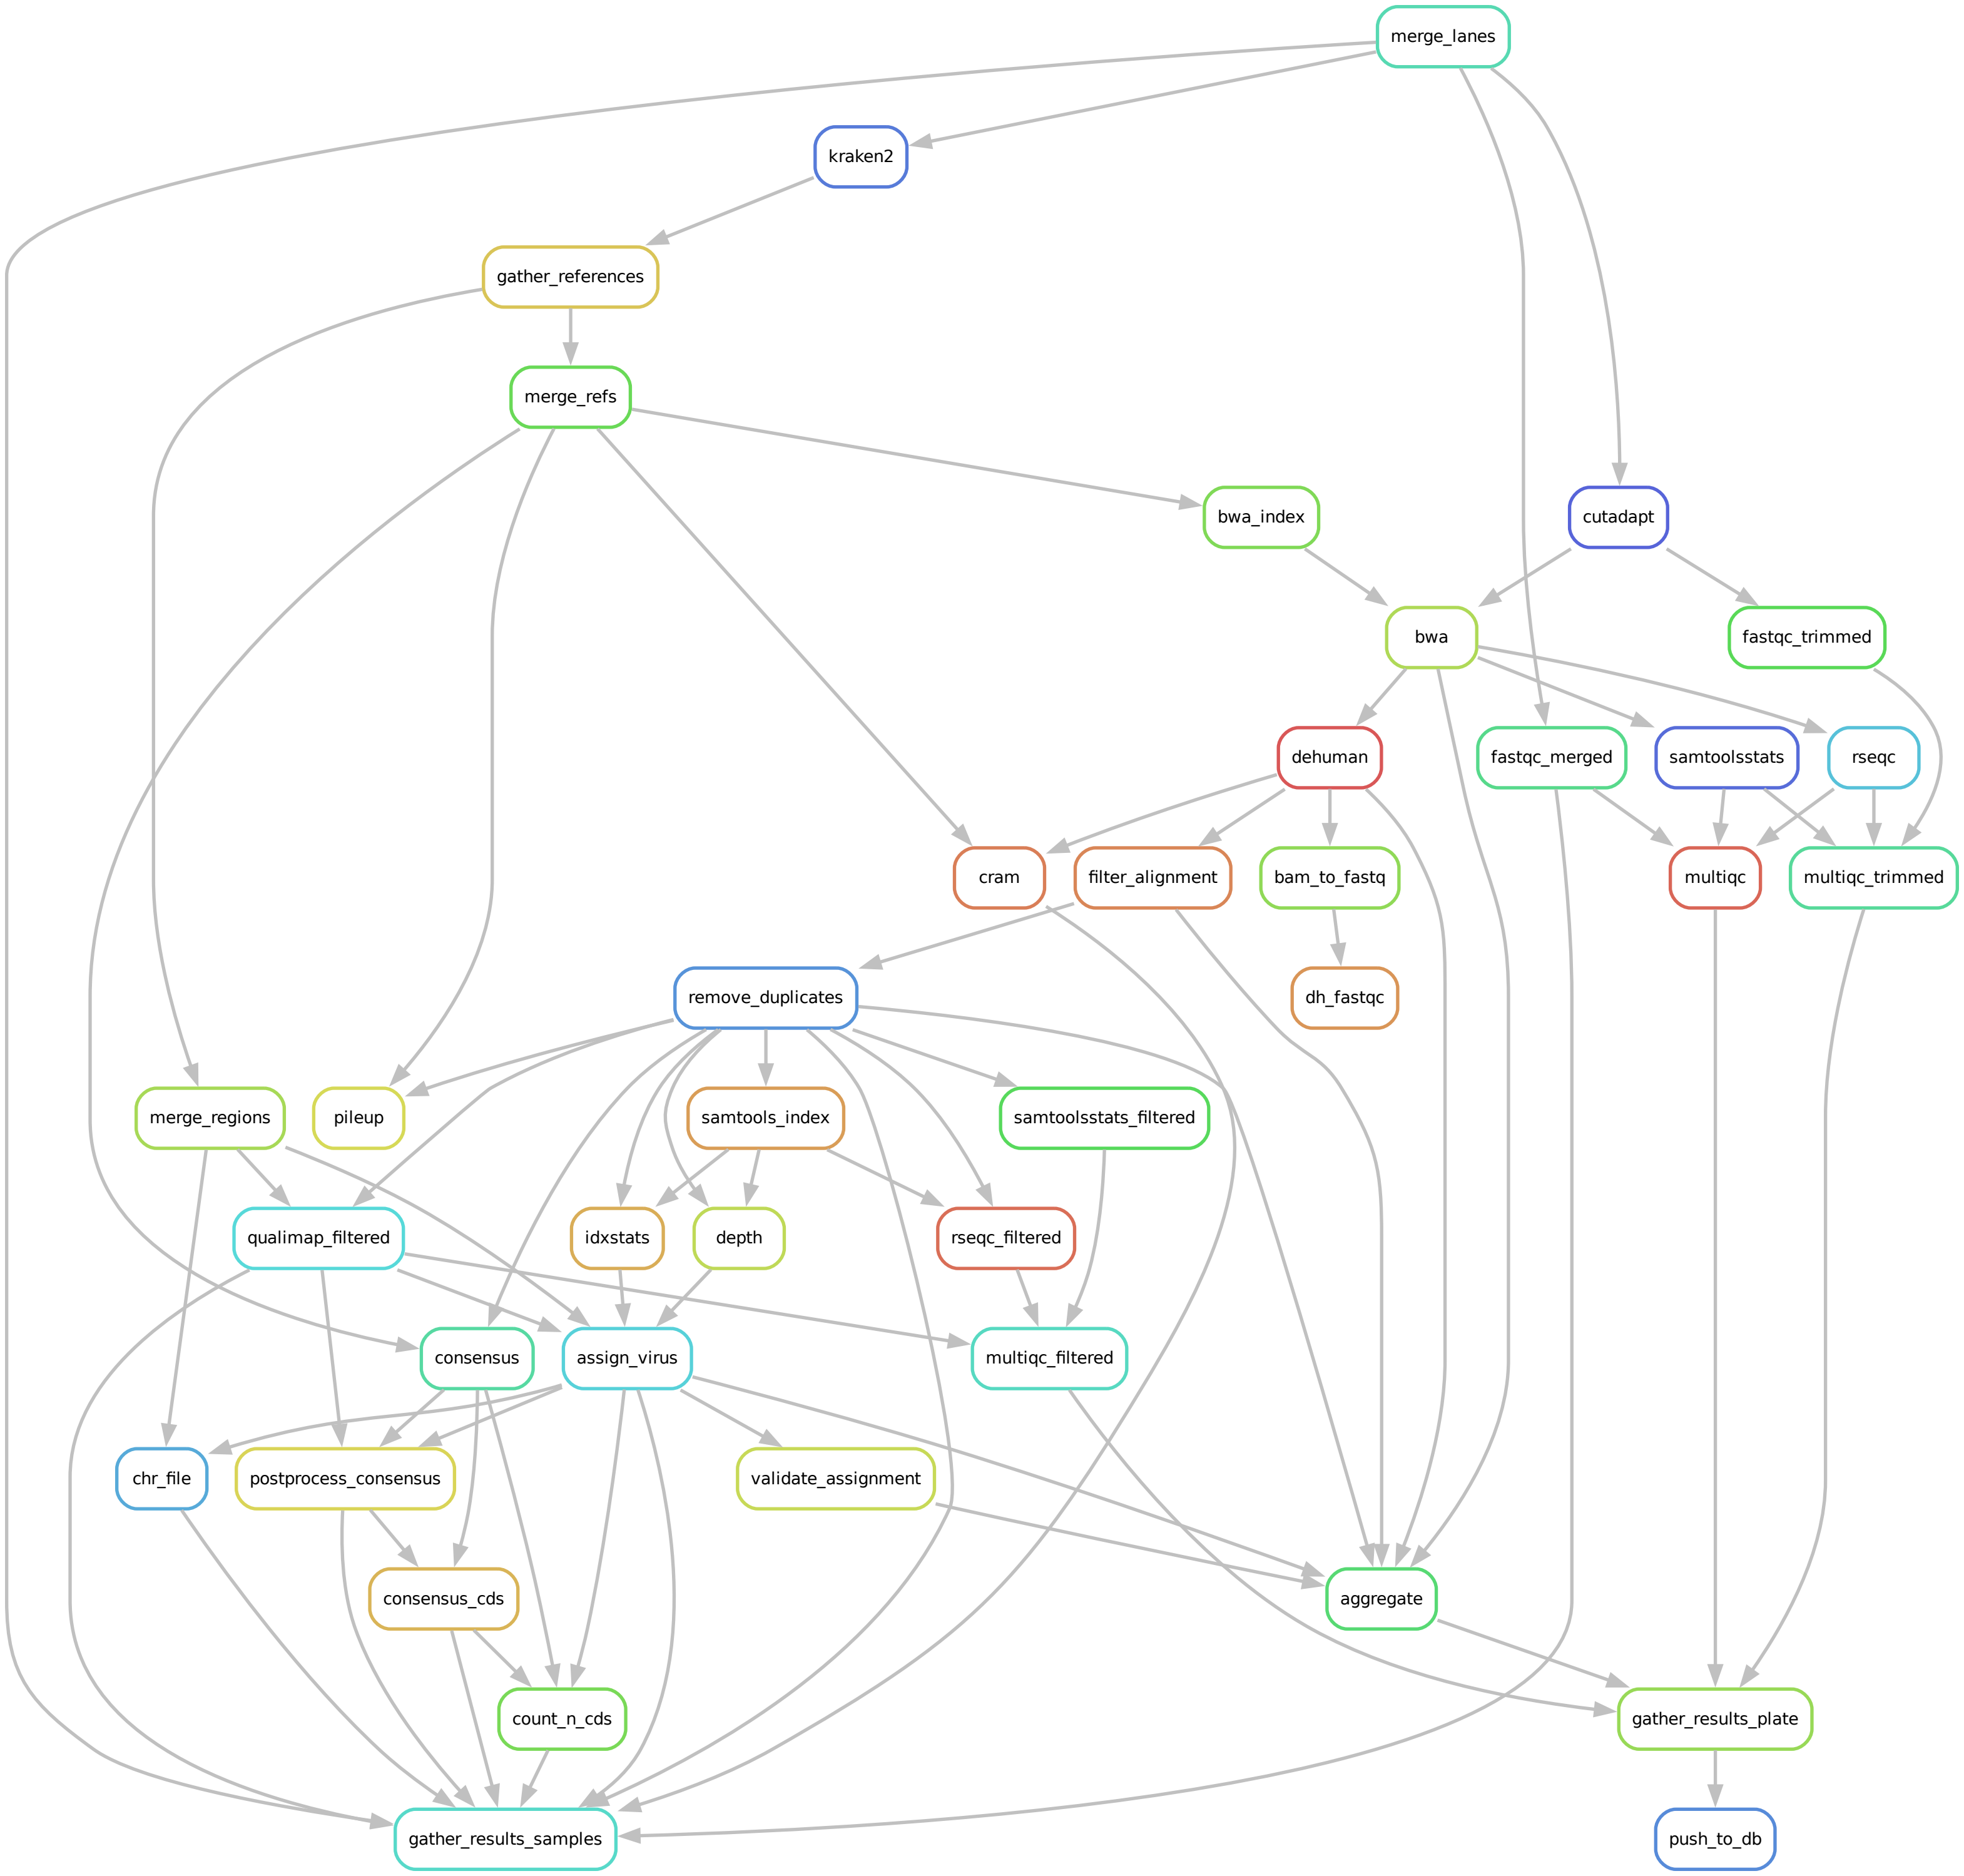 merge_lanes
kraken2
gather_references
merge_refs
bwa_index
cutadapt
bwa
fastqc_trimmed
dehuman
fastqc_merged
samtoolsstats
rseqc
cram
filter_alignment
bam_to_fastq
multiqc
multiqc_trimmed
remove_duplicates
dh_fastqc
merge_regions
pileup
samtools_index
samtoolsstats_filtered
qualimap_filtered
idxstats
depth
rseqc_filtered
consensus
assign_virus
multiqc_filtered
chr_file
postprocess_consensus
validate_assignment
consensus_cds
aggregate
count_n_cds
gather_results_plate
gather_results_samples
push_to_db